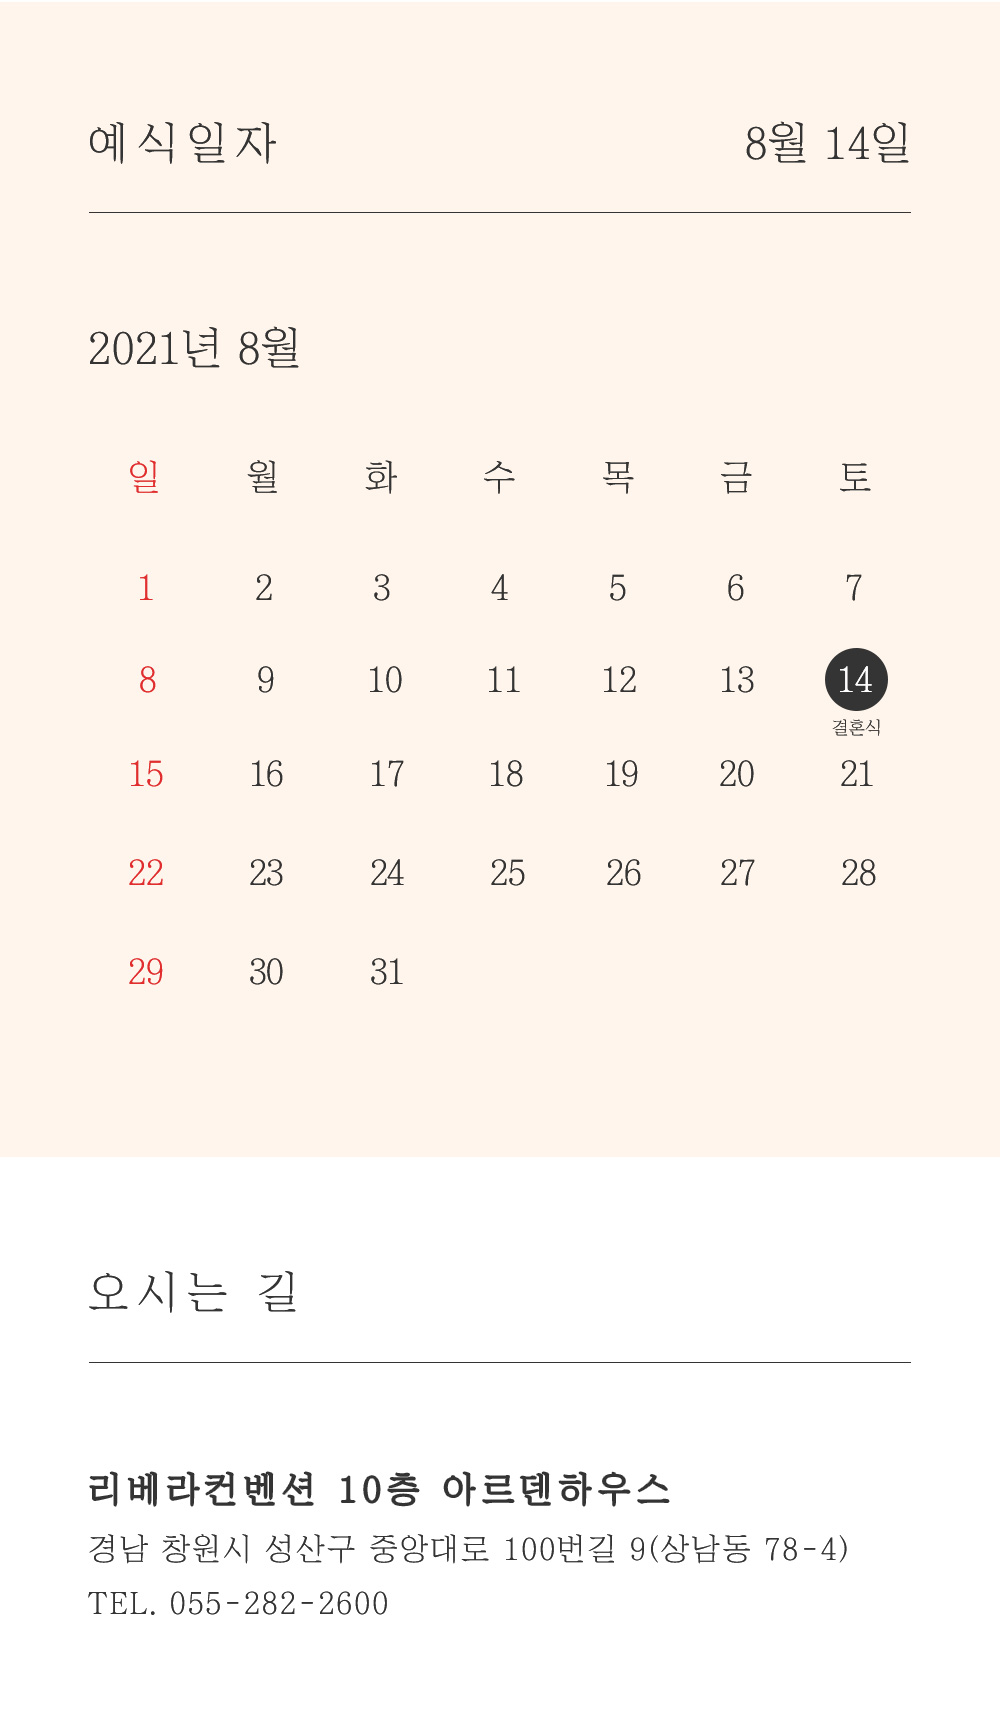 예식일자 8월 14일
2021년 8월
일 월 화 수 목 금 토
1 2 3 4 5 6 7
8 9 10 11 12 13 14
결혼식
15 16 17 18 19 20 21
22 23 24 25 26 27 28
29 30 31
오시는 길
리베라컨벤션 10층 아르덴하우스
경남 창원시 성산구 중앙대로 100번길 9(상남동 78-4)
TEL. 055-282-2600